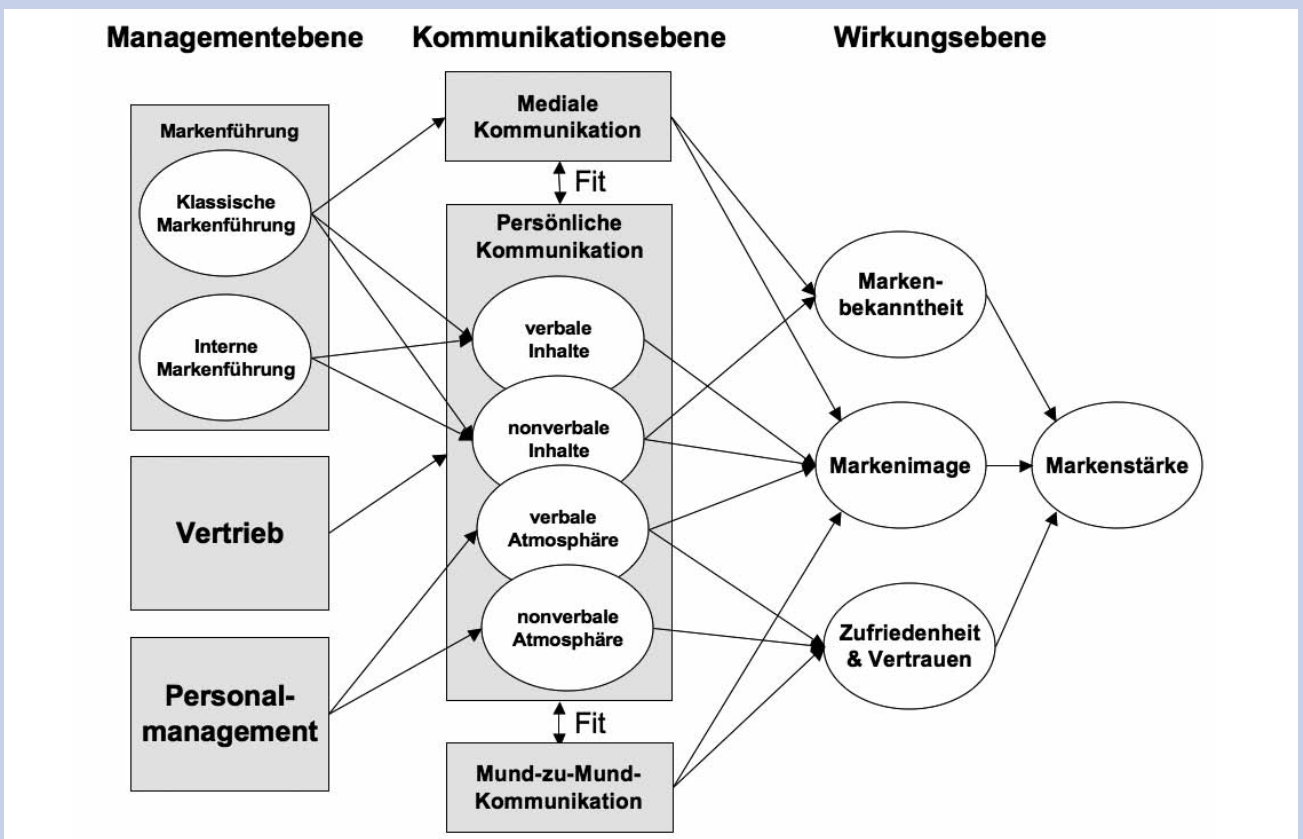 Managementebene
Kommunikationsebene
Wirkungsebene
Markenführung
Klassische
Markenführung
Interne
Markenführung
Vertrieb
Personal-
management
Mediale
Kommunikation
Fit
Persönliche
Kommunikation
verbale
Inhalte
nonverbale
Inhalte
verbale
Atmosphäre
nonverbale
Atmosphäre
Fit
Mund-zu-Mund-
Kommunikation
Marken-
bekanntheit
Markenimage
Zufriedenheit
& Vertrauen
Markenstärke